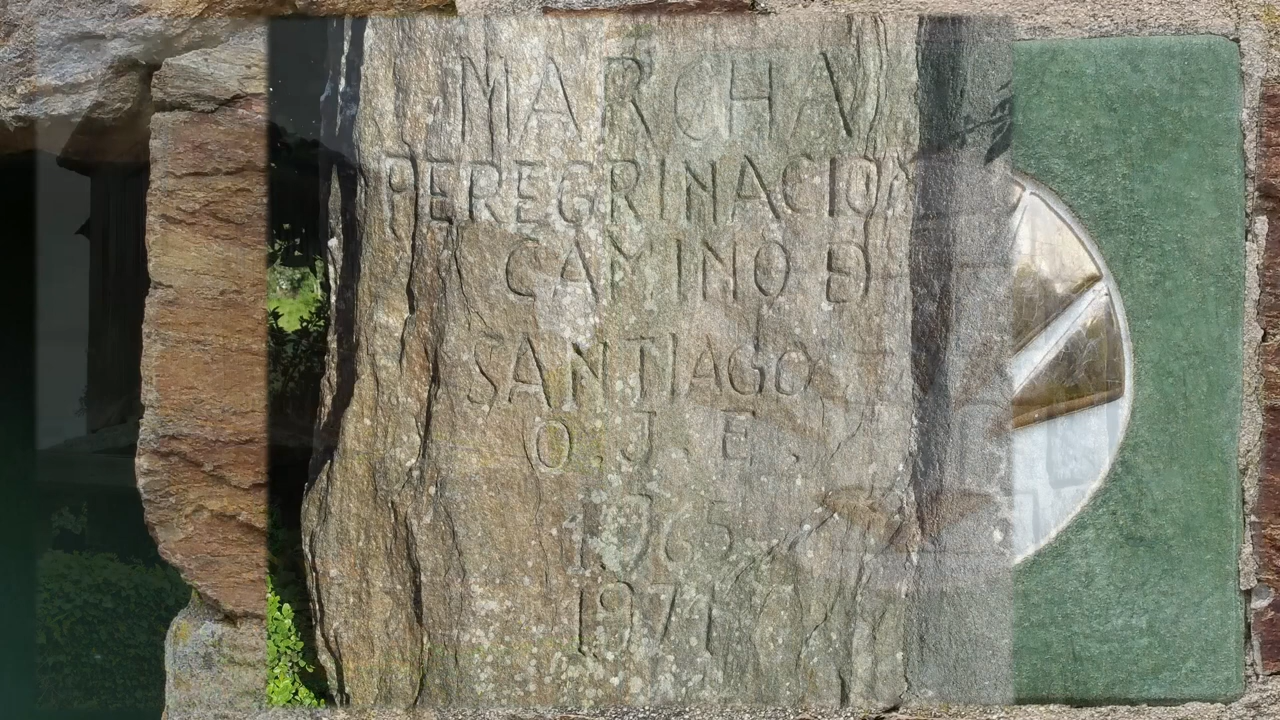 MARCHA
PEREGRINACION
CAMINO D
SANTIAGO
O.J.E.
1965
1971